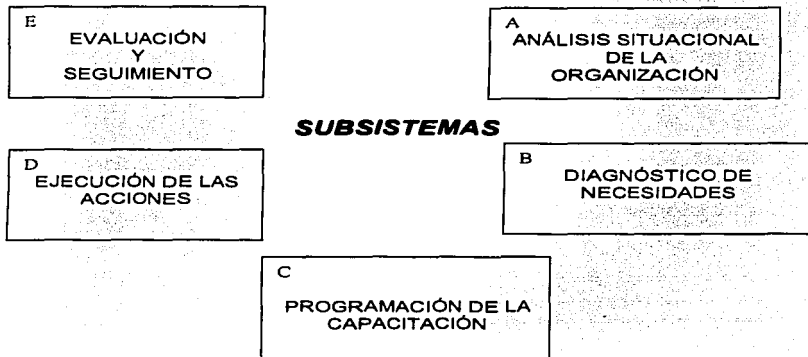 E
EVALUACIÓN
Y
SEGUIMIENTO
A
ANÁLISIS SITUACIONAL
DE LA
ORGANIZACIÓN
SUBSISTEMAS
D
EJECUCIÓN DE LAS
ACCIONES
B
DIAGNÓSTICO DE
NECESIDADES
C
PROGRAMACIÓN DE LA
CAPACITACIÓN